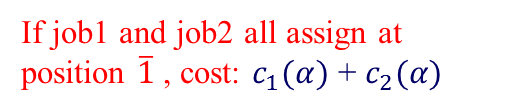 If job1 and job2 all assign at
position 1̄ , cost: 𝑐₁(𝛼) + 𝑐₂(𝛼)